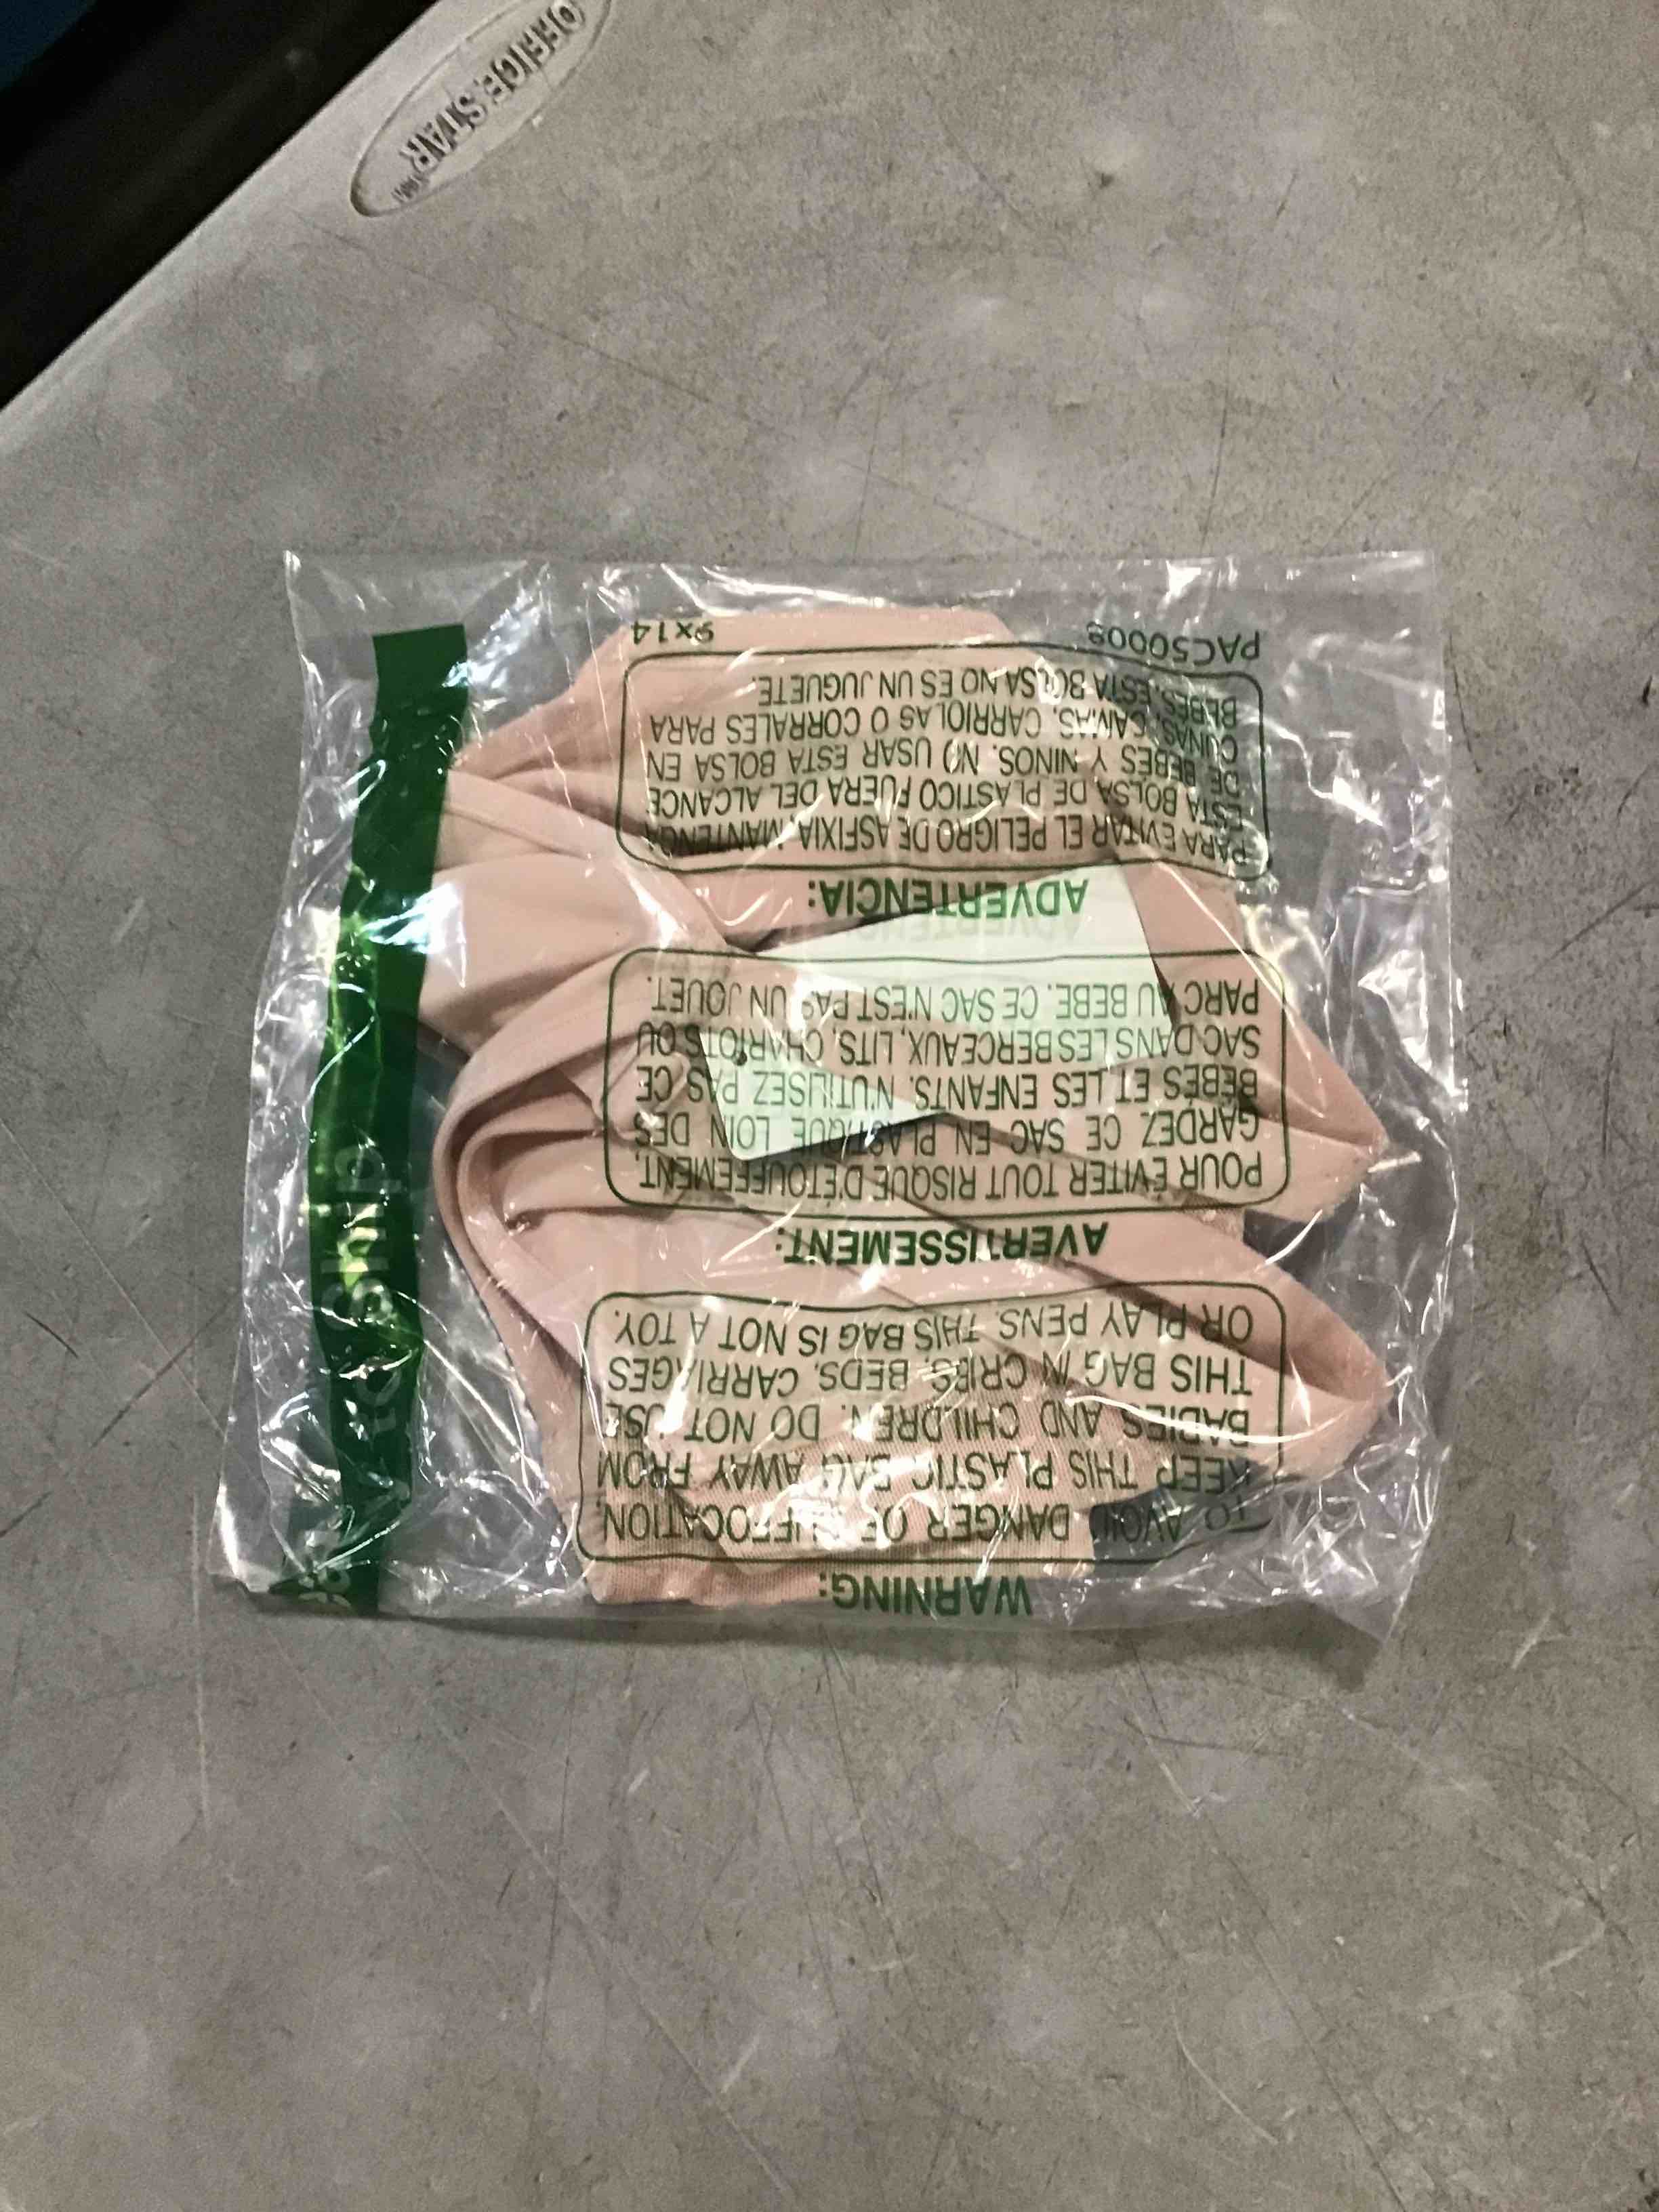 OFFICE STAR™
WARNING:
TO AVOID DANGER OF SUFFOCATION
KEEP THIS PLASTIC BAG AWAY FROM
BABIES AND CHILDREN. DO NOT USE
THIS BAG IN CRIBS, BEDS, CARRIAGES
OR PLAY PENS. THIS BAG IS NOT A TOY.
AVERTISSEMENT:
POUR ÉVITER TOUT RISQUE D'ÉTOUFFEMENT,
GARDEZ CE SAC EN PLASTIQUE LOIN DES
BÉBÉS ET LES ENFANTS. N'UTILISEZ PAS CE
SAC DANS LES BERCEAUX, LITS, CHARIOTS OU
PARC AU BEBE. CE SAC N'EST PAS UN JOUET.
ADVERTENCIA:
PARA EVITAR EL PELIGRO DE ASFIXIA, MANTENGA
ESTA BOLSA DE PLASTICO FUERA DEL ALCANCE
DE BEBES Y NINOS. NO USAR ESTA BOLSA EN
CUNAS, CAMAS, CARRIOLAS O CORRALES PARA
BEBES. ESTA BOLSA NO ES UN JUGUETE.
PAC50009
9x14